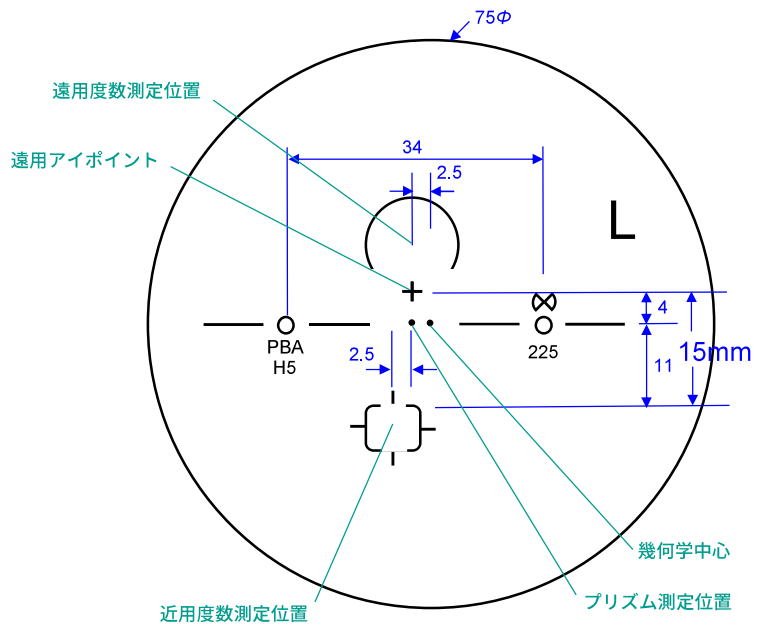 75Φ
遠用度数測定位置
遠用アイポイント
34
2.5
L
4
PBA
H5
225
2.5
11
15mm
幾何学中心
プリズム測定位置
近用度数測定位置